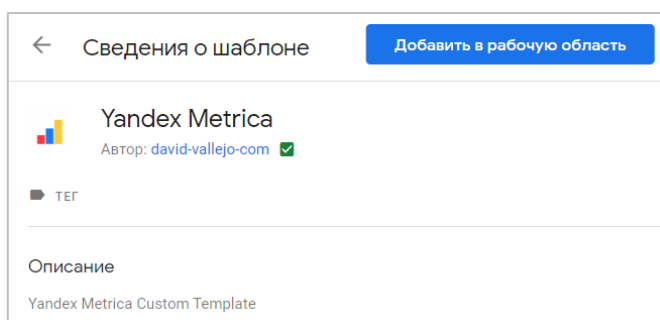 Сведения о шаблоне
Добавить в рабочую область
Yandex Metrica
Автор: david-vallejo-com
ТЕГ
Описание
Yandex Metrica Custom Template